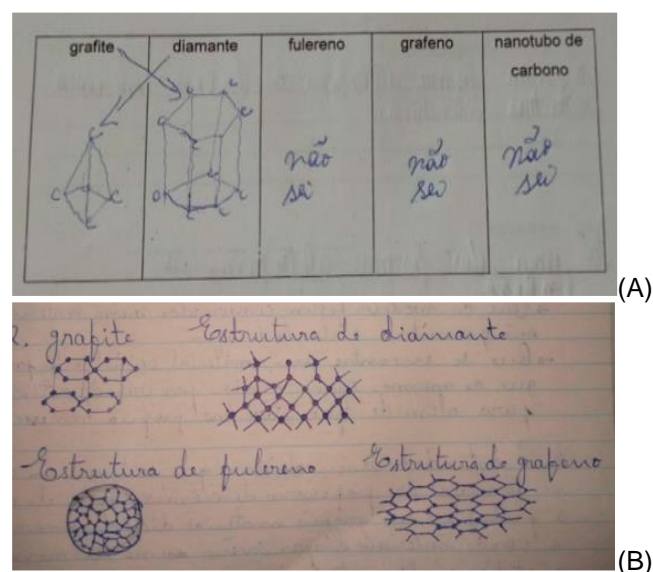 grafite diamante fulereno grafeno nanotubo de carbono
C C C C
não sei não sei não sei
(A)
2. grafite Estrutura de diamante
Estrutura de fulereno Estrutura do grafeno
(B)